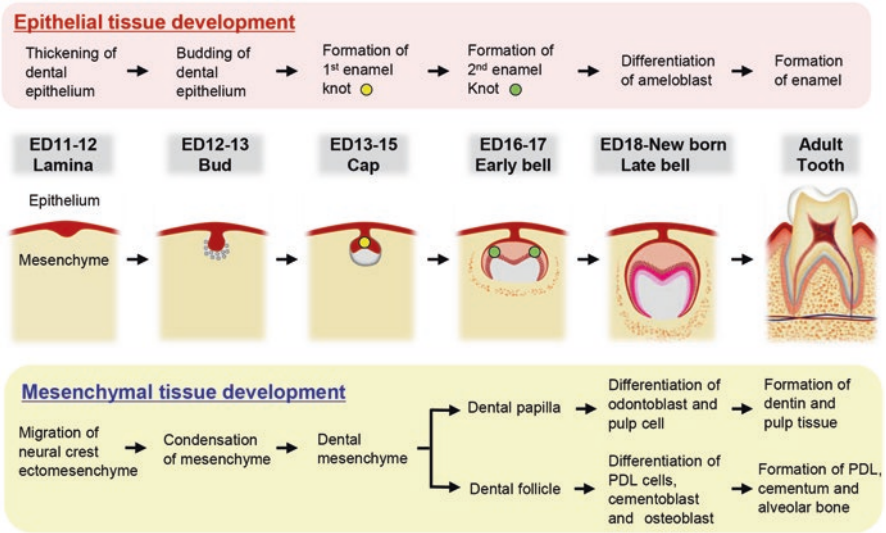 Epithelial tissue development
Thickening of
dental
epithelium
Budding of
dental
epithelium
Formation of
1st enamel
knot
Formation of
2nd enamel
Knot
Differentiation
of ameloblast
Formation
of enamel
ED11-12
Lamina
ED12-13
Bud
ED13-15
Cap
ED16-17
Early bell
ED18-New born
Late bell
Adult
Tooth
Epithelium
Mesenchyme
Mesenchymal tissue development
Migration of
neural crest
ectomesenchyme
Condensation
of mesenchyme
Dental
mesenchyme
Dental papilla
Differentiation of
odontoblast and
pulp cell
Formation of
dentin and
pulp tissue
Dental follicle
Differentiation of
PDL cells,
cementoblast
and osteoblast
Formation of PDL,
cementum and
alveolar bone